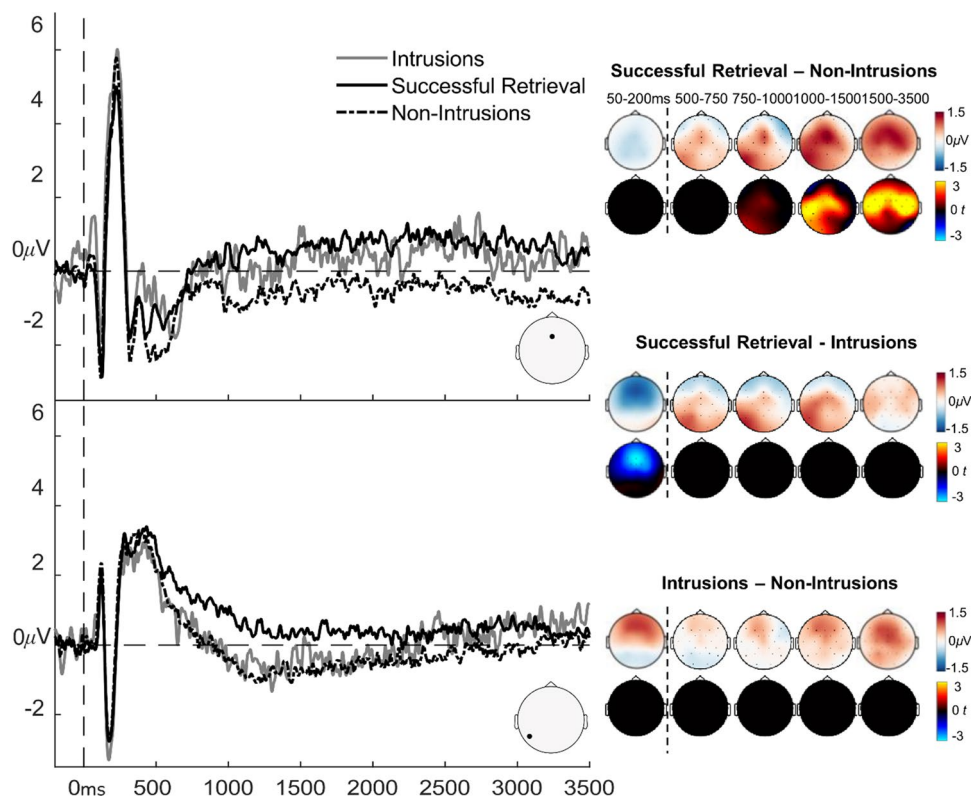 6
4
2
0μV
-2
Intrusions
Successful Retrieval
Non-Intrusions
6
4
2
0μV
-2
0ms 500 1000 1500 2000 2500 3000 3500
Successful Retrieval – Non-Intrusions
50-200ms 500-750 750-1000 1000-1500 1500-3500
1.5
0μV
-1.5
3
0 t
-3
Successful Retrieval - Intrusions
1.5
0μV
-1.5
3
0 t
-3
Intrusions – Non-Intrusions
1.5
0μV
-1.5
3
0 t
-3